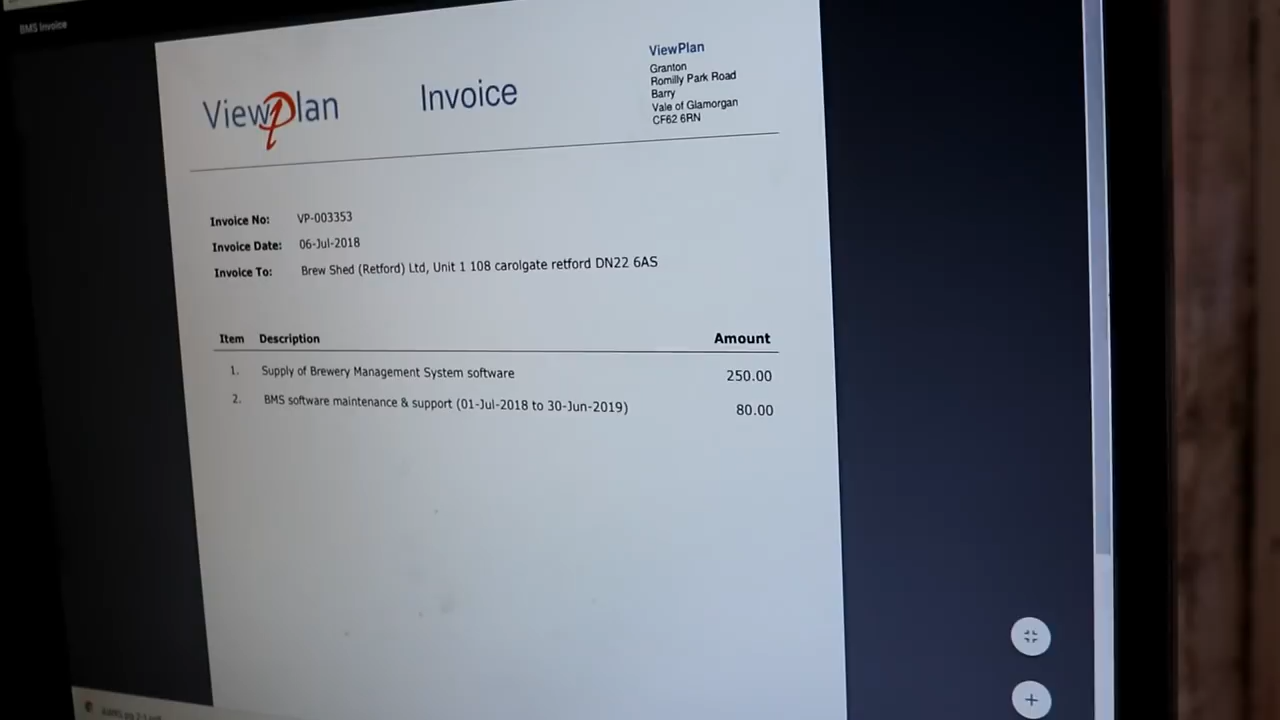 BMS Invoice
ViewPlan
Invoice
ViewPlan
Granton
Romilly Park Road
Barry
Vale of Glamorgan
CF62 6RN
Invoice No: VP-003353
Invoice Date: 06-Jul-2018
Invoice To: Brew Shed (Retford) Ltd, Unit 1 108 carolgate retford DN22 6AS
Item Description Amount
1. Supply of Brewery Management System software 250.00
2. BMS software maintenance & support (01-Jul-2018 to 30-Jun-2019) 80.00